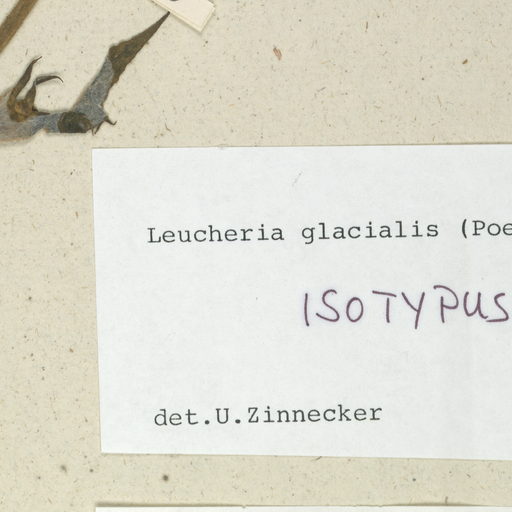 Leucheria glacialis (Poe
ISOTYPUS
det.U.Zinnecker